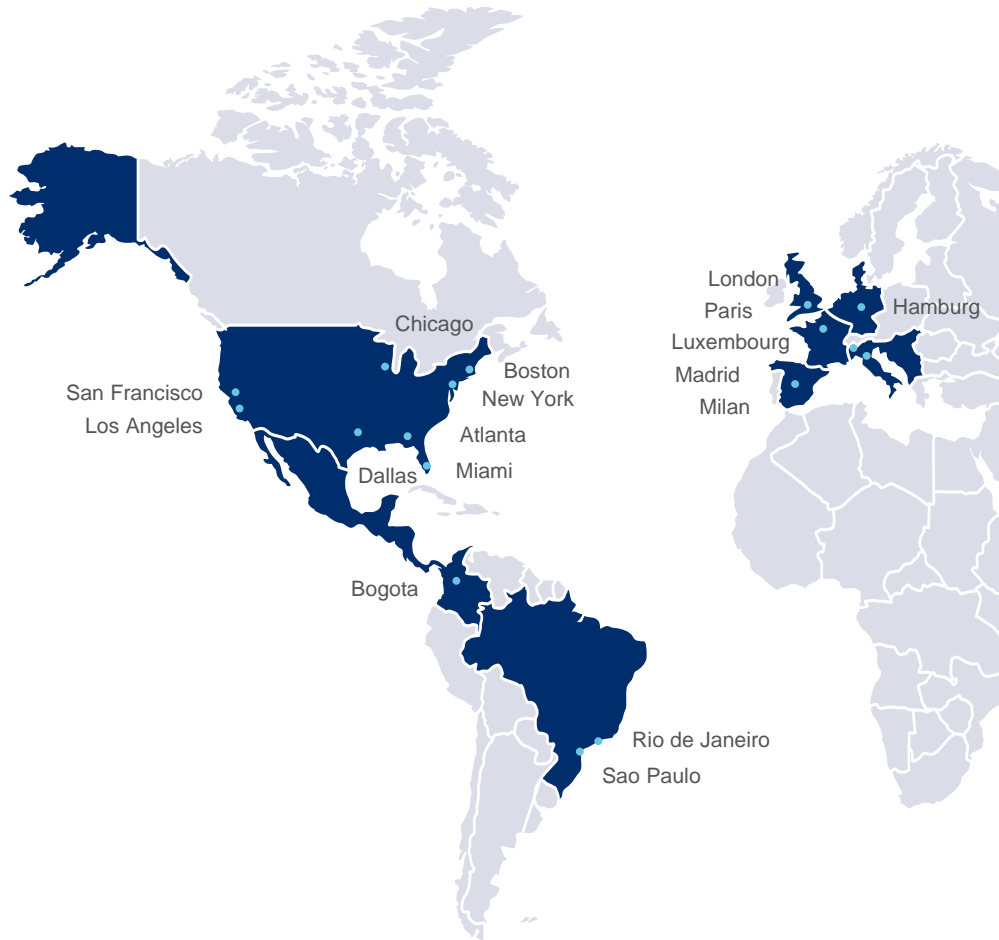 London
Paris
Hamburg
Chicago
Luxembourg
Boston
Madrid
San Francisco
New York
Milan
Los Angeles
Atlanta
Dallas
Miami
Bogota
Rio de Janeiro
Sao Paulo